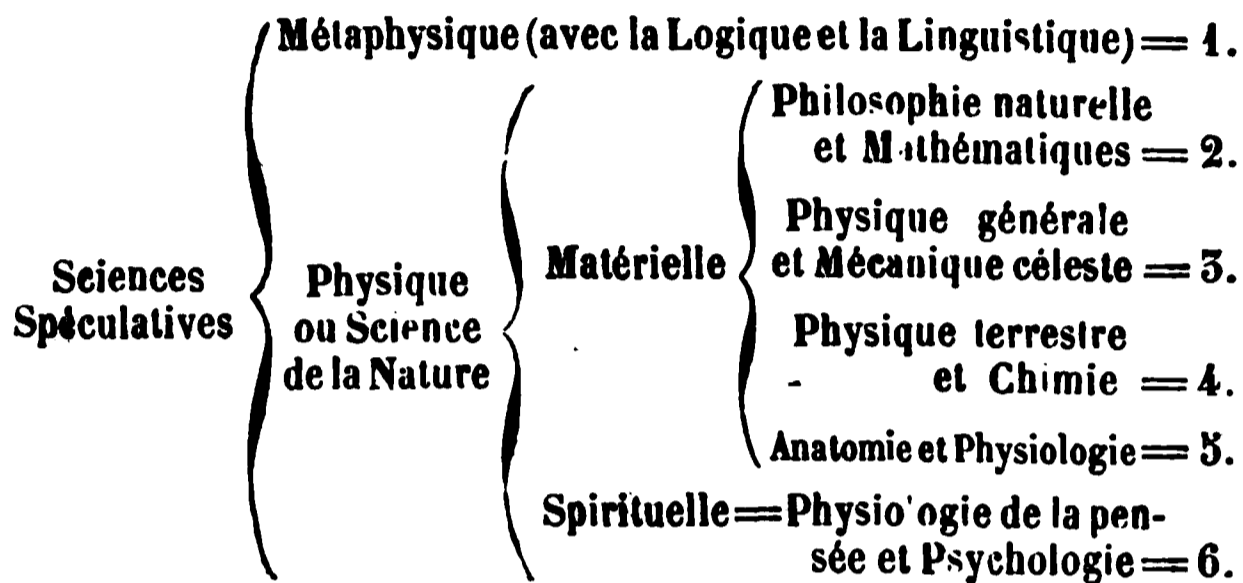 Métaphysique (avec la Logique et la Linguistique) = 1.
Sciences
Spéculatives
Physique
ou Science
de la Nature
Matérielle
Philosophie naturelle
et Mathématiques = 2.
Physique générale
et Mécanique céleste = 3.
Physique terrestre
et Chimie = 4.
Anatomie et Physiologie = 5.
Spirituelle = Physiologie de la pen-
sée et Psychologie = 6.